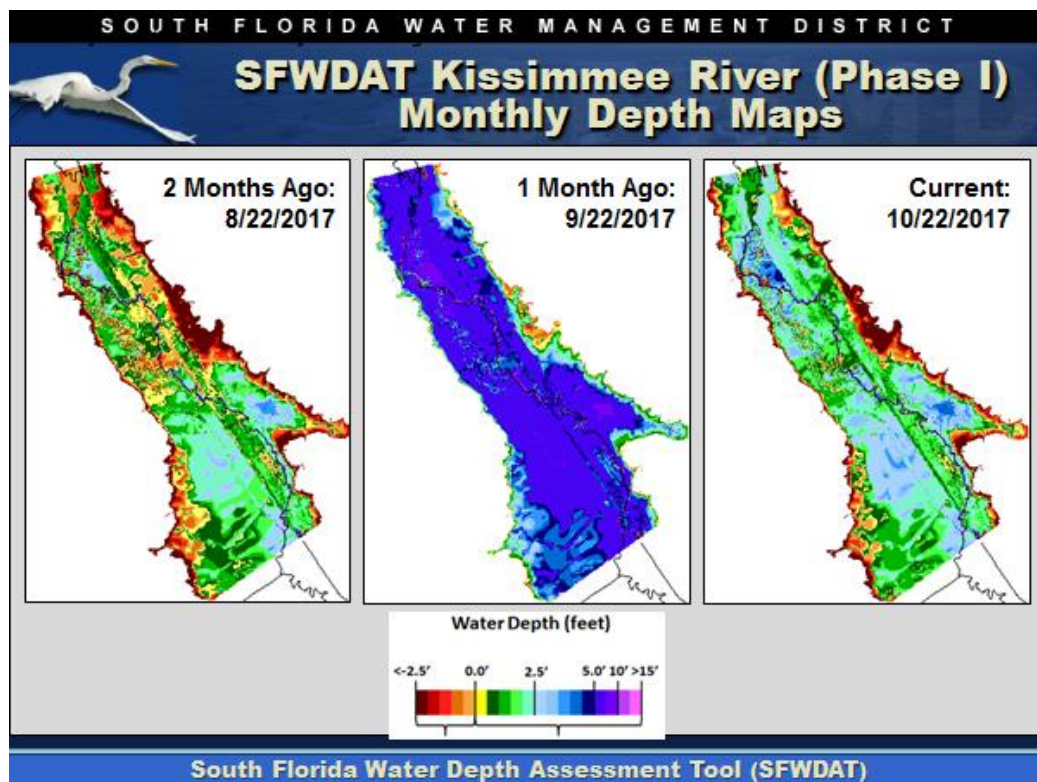 SOUTH FLORIDA WATER MANAGEMENT DISTRICT
SFWDAT Kissimmee River (Phase I)
Monthly Depth Maps
2 Months Ago:
8/22/2017
1 Month Ago:
9/22/2017
Current:
10/22/2017
Water Depth (feet)
<-2.5' 0.0' 2.5' 5.0' 10' >15'
South Florida Water Depth Assessment Tool (SFWDAT)